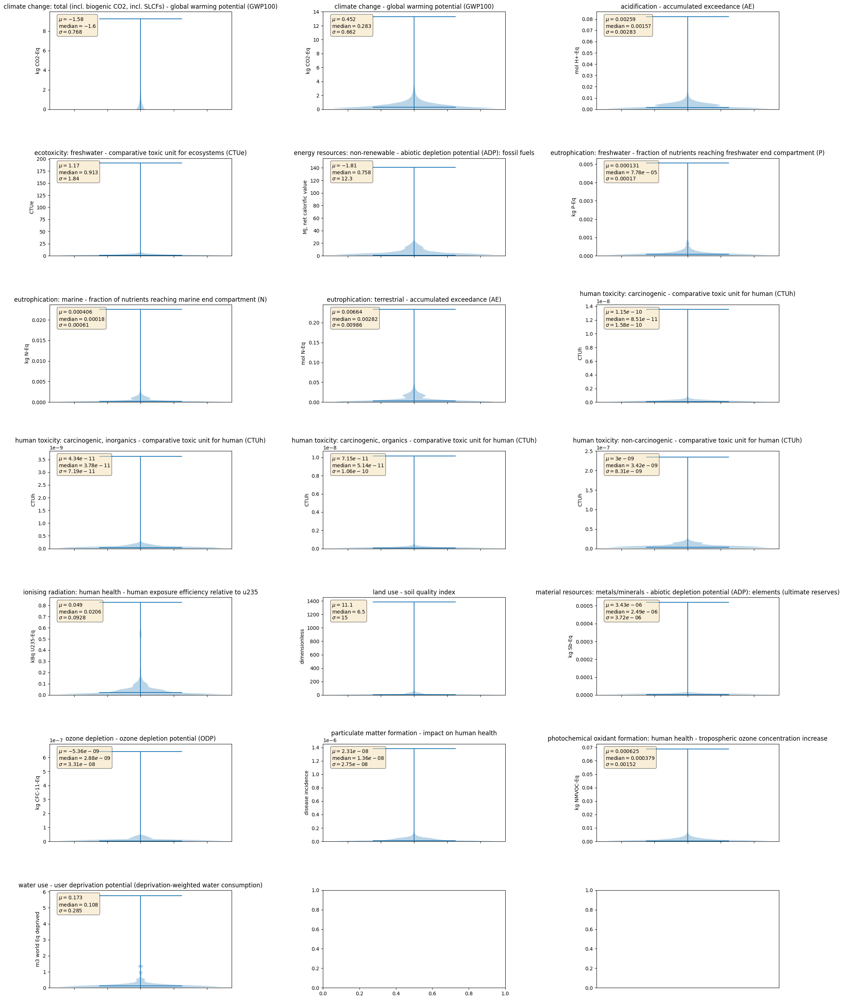 climate change: total (incl. biogenic CO2, incl. SLCFs) - global warming potential (GWP100)
μ = −1.58
median = −1.6
σ = 0.768
kg CO2-Eq
8
6
4
2
0
climate change - global warming potential (GWP100)
μ = 0.452
median = 0.283
σ = 0.662
kg CO2-Eq
14
12
10
8
6
4
2
0
acidification - accumulated exceedance (AE)
μ = 0.00259
median = 0.00157
σ = 0.00283
mol H+-Eq
0.08
0.07
0.06
0.05
0.04
0.03
0.02
0.01
0.00
ecotoxicity: freshwater - comparative toxic unit for ecosystems (CTUe)
μ = 1.17
median = 0.913
σ = 1.84
CTUe
200
175
150
125
100
75
50
25
0
energy resources: non-renewable - abiotic depletion potential (ADP): fossil fuels
μ = −1.81
median = 0.758
σ = 12.3
MJ, net calorific value
140
120
100
80
60
40
20
0
eutrophication: freshwater - fraction of nutrients reaching freshwater end compartment (P)
μ = 0.000131
median = 7.78e − 05
σ = 0.00017
kg P-Eq
0.005
0.004
0.003
0.002
0.001
0.000
eutrophication: marine - fraction of nutrients reaching marine end compartment (N)
μ = 0.000406
median = 0.00018
σ = 0.00061
kg N-Eq
0.020
0.015
0.010
0.005
0.000
eutrophication: terrestrial - accumulated exceedance (AE)
μ = 0.00664
median = 0.00282
σ = 0.00986
mol N-Eq
0.20
0.15
0.10
0.05
0.00
human toxicity: carcinogenic - comparative toxic unit for human (CTUh)
1e−8
μ = 1.15e − 10
median = 8.51e − 11
σ = 1.58e − 10
CTUh
1.4
1.2
1.0
0.8
0.6
0.4
0.2
0.0
human toxicity: carcinogenic, inorganics - comparative toxic unit for human (CTUh)
1e−9
μ = 4.34e − 11
median = 3.78e − 11
σ = 7.19e − 11
CTUh
3.5
3.0
2.5
2.0
1.5
1.0
0.5
0.0
human toxicity: carcinogenic, organics - comparative toxic unit for human (CTUh)
1e−8
μ = 7.15e − 11
median = 5.14e − 11
σ = 1.06e − 10
CTUh
1.0
0.8
0.6
0.4
0.2
0.0
human toxicity: non-carcinogenic - comparative toxic unit for human (CTUh)
1e−7
μ = 3e − 09
median = 3.42e − 09
σ = 8.31e − 09
CTUh
2.5
2.0
1.5
1.0
0.5
0.0
ionising radiation: human health - human exposure efficiency relative to u235
μ = 0.049
median = 0.0206
σ = 0.0928
kBq U235-Eq
0.8
0.7
0.6
0.5
0.4
0.3
0.2
0.1
0.0
land use - soil quality index
μ = 11.1
median = 6.5
σ = 15
dimensionless
1400
1200
1000
800
600
400
200
0
material resources: metals/minerals - abiotic depletion potential (ADP): elements (ultimate reserves)
μ = 3.43e − 06
median = 2.49e − 06
σ = 3.72e − 06
kg Sb-Eq
0.0005
0.0004
0.0003
0.0002
0.0001
0.0000
ozone depletion - ozone depletion potential (ODP)
1e−7
μ = −5.36e − 09
median = 2.88e − 09
σ = 3.31e − 08
kg CFC-11-Eq
6
5
4
3
2
1
0
particulate matter formation - impact on human health
1e−6
μ = 2.31e − 08
median = 1.36e − 08
σ = 2.75e − 08
disease incidence
1.4
1.2
1.0
0.8
0.6
0.4
0.2
0.0
photochemical oxidant formation: human health - tropospheric ozone concentration increase
μ = 0.000625
median = 0.000379
σ = 0.00152
kg NMVOC-Eq
0.07
0.06
0.05
0.04
0.03
0.02
0.01
0.00
water use - user deprivation potential (deprivation-weighted water consumption)
μ = 0.173
median = 0.108
σ = 0.285
m3 world Eq deprived
6
5
4
3
2
1
0
1.0
0.8
0.6
0.4
0.2
0.0
0.0 0.2 0.4 0.6 0.8 1.0
1.0
0.8
0.6
0.4
0.2
0.0